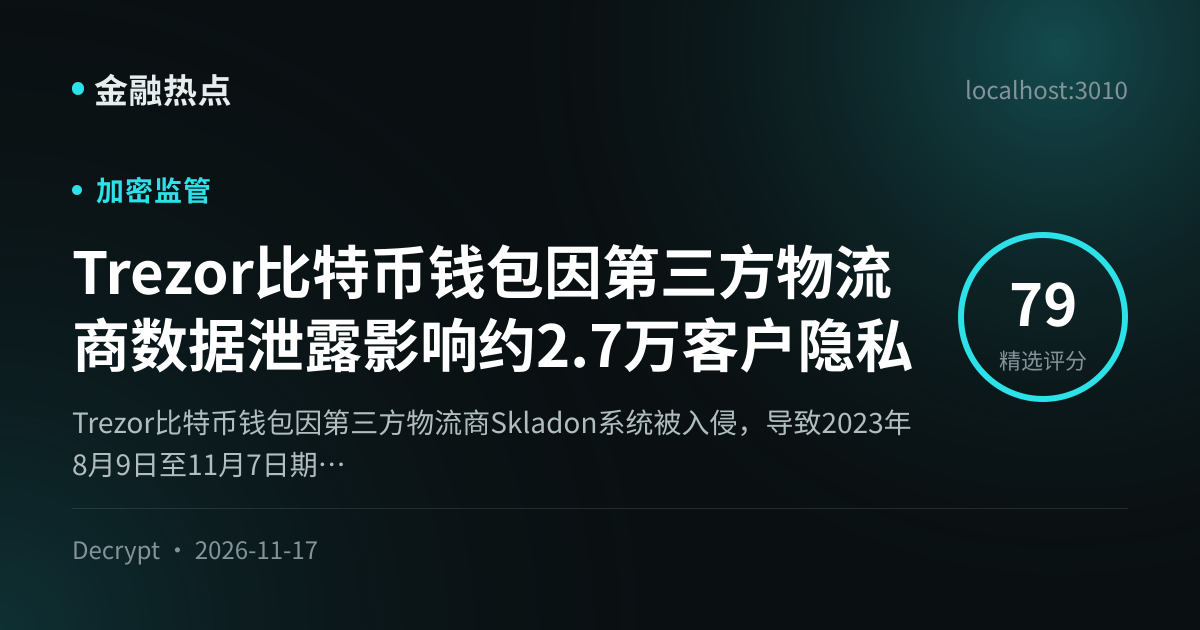 金融热点
localhost:3010
加密监管
Trezor比特币钱包因第三方物流
商数据泄露影响约2.7万客户隐私
79
精选评分
Trezor比特币钱包因第三方物流商Skladon系统被入侵，导致2023年
8月9日至11月7日期…
Decrypt · 2026-11-17